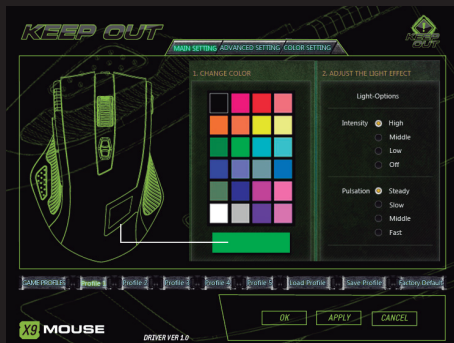 KEEP OUT
KEEP OUT
MAIN SETTING ADVANCED SETTING COLOR SETTING
1. CHANGE COLOR
2. ADJUST THE LIGHT EFFECT
Light-Options
Intensity High
Middle
Low
Off
Pulsation Steady
Slow
Middle
Fast
GAME PROFILES Profile 1 Profile 2 Profile 3 Profile 4 Profile 5 Load Profile Save Profile Factory Default
OK APPLY CANCEL
X9 MOUSE
DRIVER VER 1.0